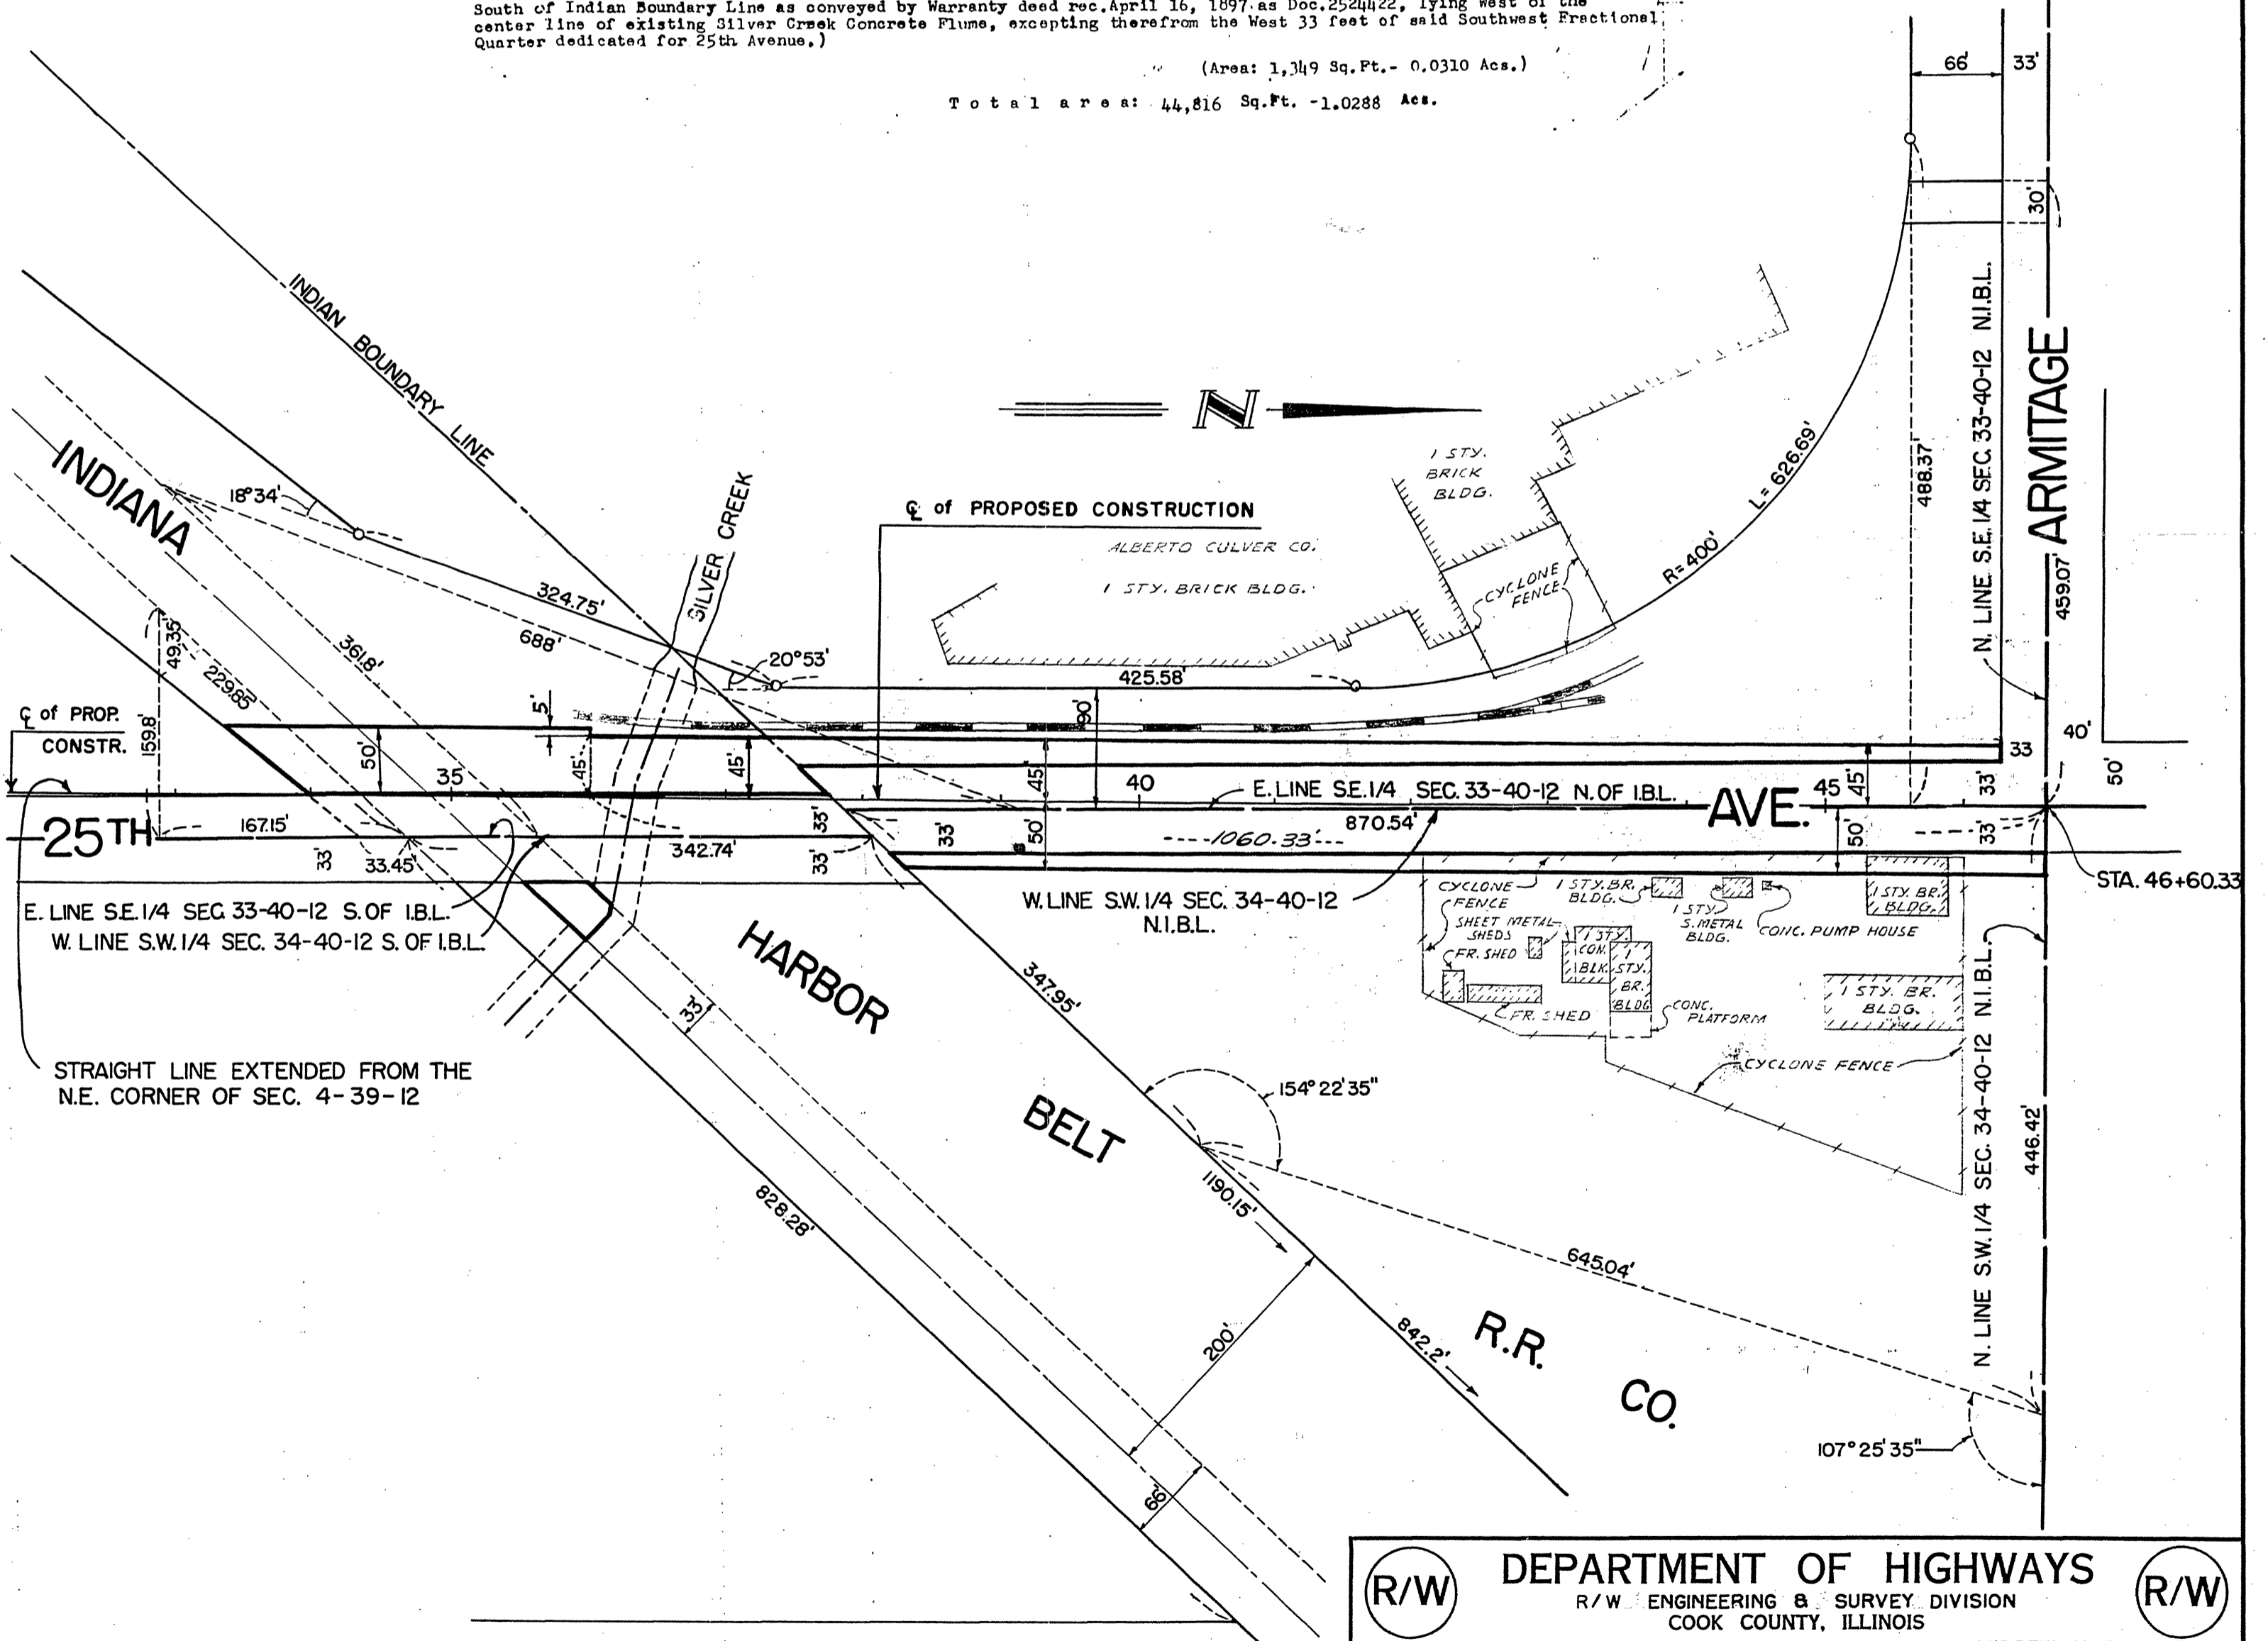 South of Indian Boundary Line as conveyed by Warranty deed rec.April 16, 1897 as Doc.2524422, lying West of the
center line of existing Silver Creek Concrete Flume, excepting therefrom the West 33 feet of said Southwest Fractional
Quarter dedicated for 25th Avenue.)
(Area: 1,349 Sq.Ft.- 0.0310 Acs.)
Total area: 44,816 Sq.Ft. -1.0288 Acs.
66'
33'
30'
INDIAN BOUNDARY LINE
N. LINE S.E. 1/4 SEC. 33-40-12 N.I.B.L.
ARMITAGE
459.07'
488.37'
N
INDIANA
18°34'
SILVER CREEK
℄ of PROPOSED CONSTRUCTION
ALBERTO CULVER CO.
1 STY. BRICK BLDG.
1 STY.
BRICK
BLDG.
CYCLONE
FENCE
L= 626.69'
R= 400'
324.75'
688'
361.8'
20°53'
425.58'
90'
49.35'
229.85'
159.8'
℄ of PROP.
CONSTR.
5'
50'
45'
45'
45'
35
40
45
45'
33
33'
40'
50'
E. LINE S.E. 1/4 SEC. 33-40-12 N. OF I.B.L.
AVE.
870.54'
----1060.33'---
25TH
167.15'
33'
33.45'
342.74'
33'
33'
33'
50'
50'
33'
STA. 46+60.33
E. LINE S.E. 1/4 SEC. 33-40-12 S. OF I.B.L.
W. LINE S.W. 1/4 SEC. 34-40-12 S. OF I.B.L.
W. LINE S.W. 1/4 SEC. 34-40-12
N.I.B.L.
CYCLONE
FENCE
1 STY. BR.
BLDG.
1 STY.
S. METAL
BLDG.
CONC. PUMP HOUSE
1 STY. BR.
BLDG.
SHEET METAL
SHEDS
FR. SHED
1 STY.
CON.
BLK.
1
STY.
BR.
BLDG
FR. SHED
CONC.
PLATFORM
1 STY. BR.
BLDG.
CYCLONE FENCE
N. LINE S.W. 1/4 SEC. 34-40-12 N.I.B.L.
446.42'
HARBOR
BELT
R.R.
CO.
33'
347.95'
STRAIGHT LINE EXTENDED FROM THE
N.E. CORNER OF SEC. 4-39-12
154°22'35"
1190.15'
828.28'
645.04'
200'
842.2'
66'
107°25'35"
R/W
DEPARTMENT OF HIGHWAYS
R/W ENGINEERING & SURVEY DIVISION
COOK COUNTY, ILLINOIS
R/W